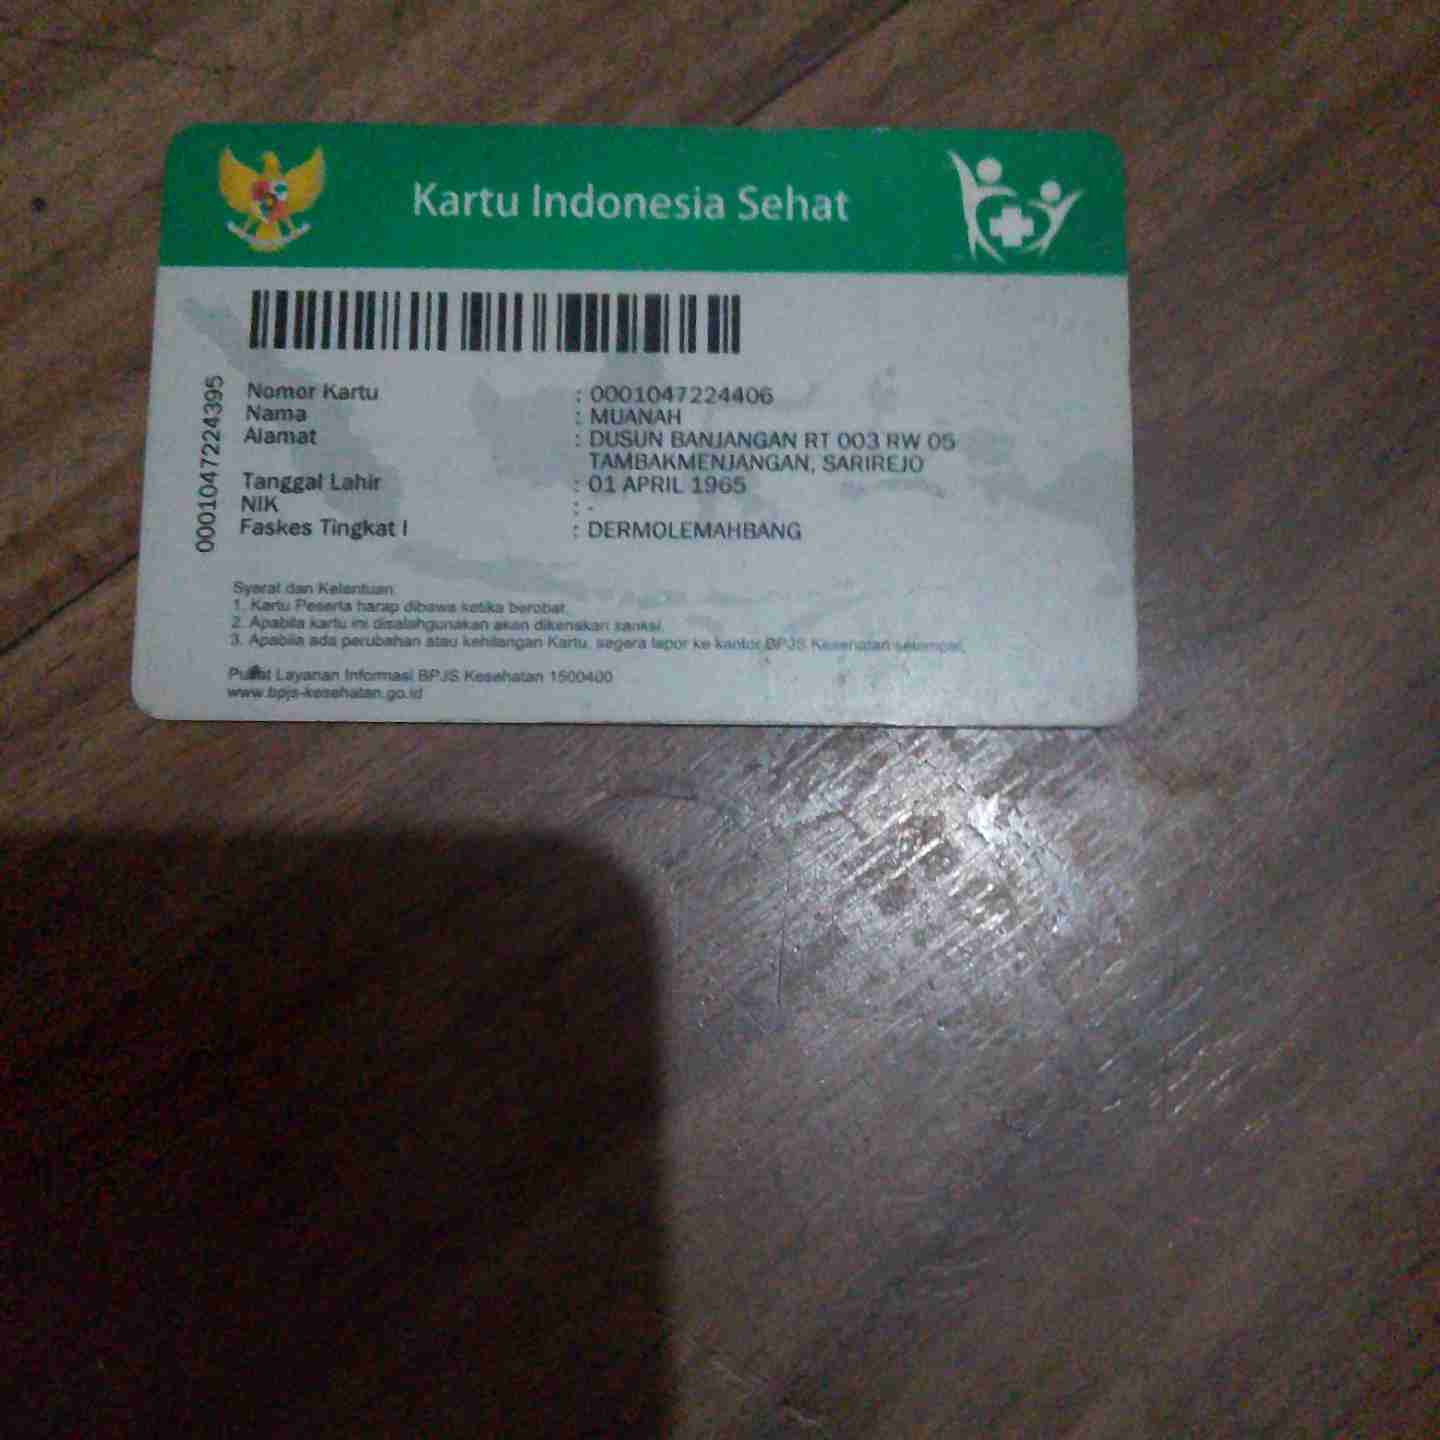 Kartu Indonesia Sehat
0001047224395
Nomor Kartu : 0001047224406
Nama : MUANAH
Alamat : DUSUN BANJANGAN RT 003 RW 05
TAMBAKMENJANGAN, SARIREJO
Tanggal Lahir : 01 APRIL 1965
NIK : -
Faskes Tingkat I : DERMOLEMAHBANG
Syarat dan Ketentuan:
1. Kartu Peserta harap dibawa ketika berobat.
2. Apabila kartu ini disalahgunakan akan dikenakan sanksi.
3. Apabila ada perubahan atau kehilangan Kartu, segera lapor ke kantor BPJS Kesehatan setempat.
Pusat Layanan Informasi BPJS Kesehatan 1500400
www.bpjs-kesehatan.go.id